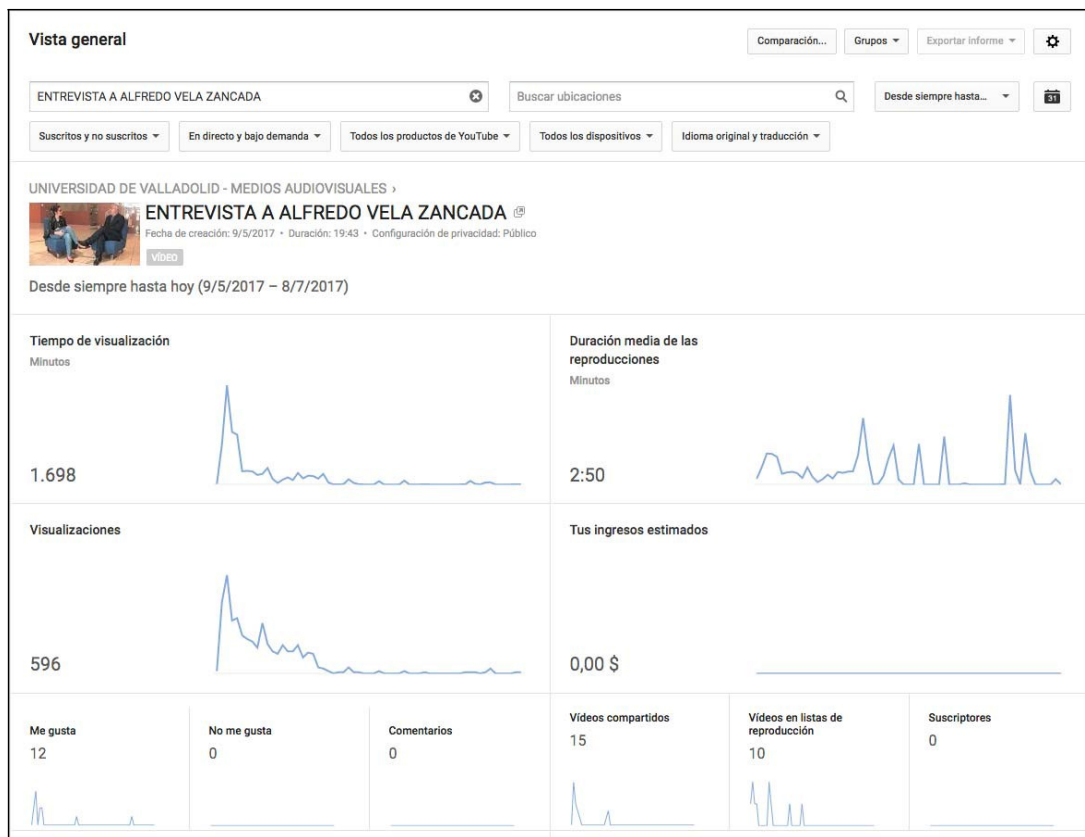 Vista general
Comparación... Grupos Exportar informe
ENTREVISTA A ALFREDO VELA ZANCADA
Buscar ubicaciones
Desde siempre hasta...
31
Suscritos y no suscritos En directo y bajo demanda Todos los productos de YouTube Todos los dispositivos Idioma original y traducción
UNIVERSIDAD DE VALLADOLID - MEDIOS AUDIOVISUALES ›
ENTREVISTA A ALFREDO VELA ZANCADA
Fecha de creación: 9/5/2017 • Duración: 19:43 • Configuración de privacidad: Público
VÍDEO
Desde siempre hasta hoy (9/5/2017 – 8/7/2017)
Tiempo de visualización
Minutos
1.698
Duración media de las
reproducciones
Minutos
2:50
Visualizaciones
596
Tus ingresos estimados
0,00 $
Me gusta
12
No me gusta
0
Comentarios
0
Vídeos compartidos
15
Vídeos en listas de
reproducción
10
Suscriptores
0